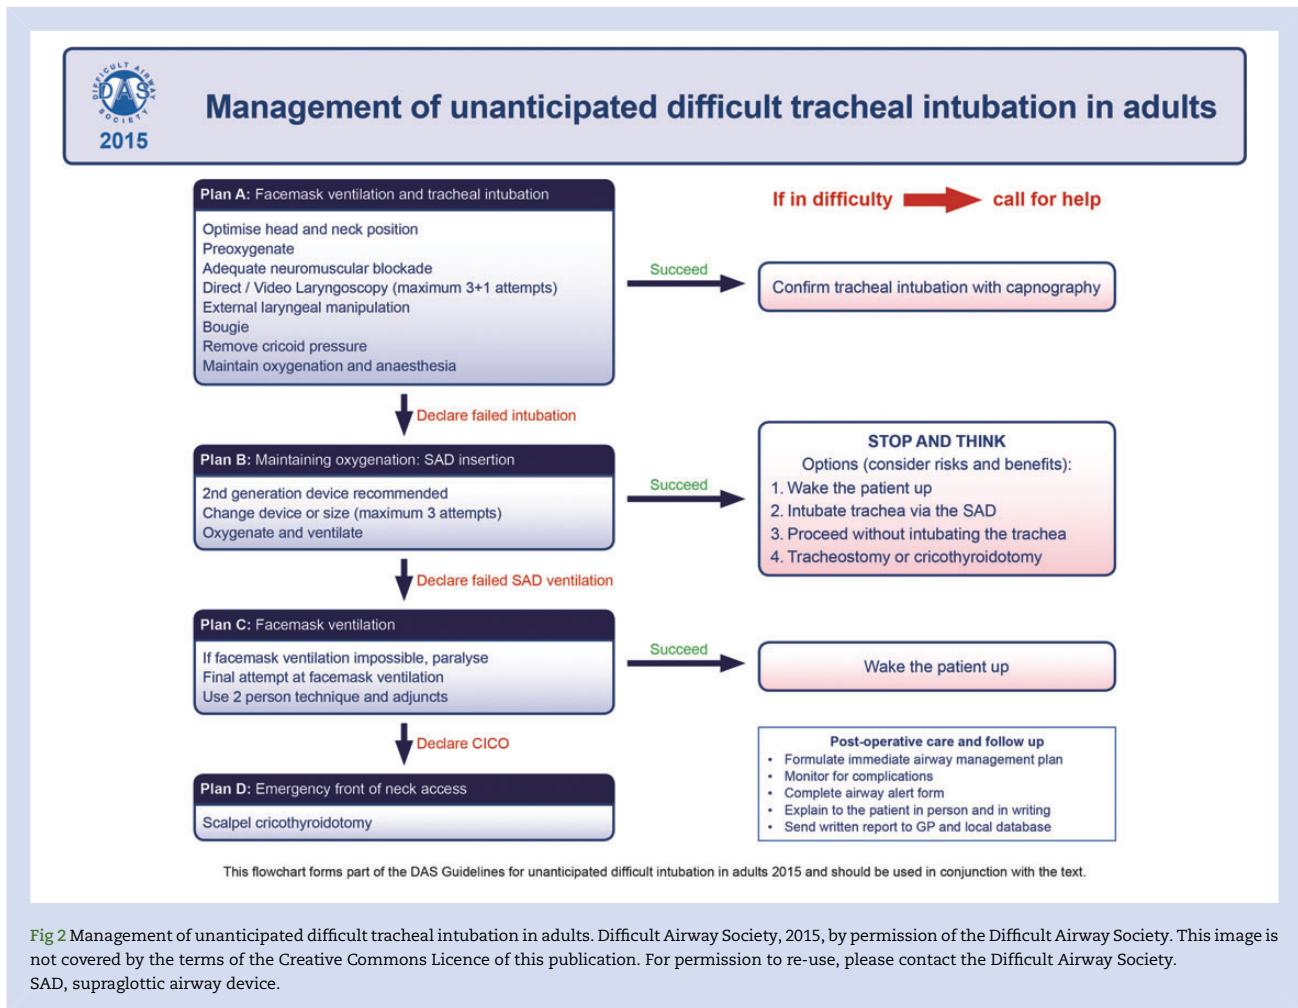 DIFFICULT AIRWAY SOCIETY
DAS
2015
Management of unanticipated difficult tracheal intubation in adults
Plan A: Facemask ventilation and tracheal intubation
Optimise head and neck position
Preoxygenate
Adequate neuromuscular blockade
Direct / Video Laryngoscopy (maximum 3+1 attempts)
External laryngeal manipulation
Bougie
Remove cricoid pressure
Maintain oxygenation and anaesthesia
If in difficulty call for help
Succeed
Confirm tracheal intubation with capnography
Declare failed intubation
Plan B: Maintaining oxygenation: SAD insertion
2nd generation device recommended
Change device or size (maximum 3 attempts)
Oxygenate and ventilate
Succeed
STOP AND THINK
Options (consider risks and benefits):
1. Wake the patient up
2. Intubate trachea via the SAD
3. Proceed without intubating the trachea
4. Tracheostomy or cricothyroidotomy
Declare failed SAD ventilation
Plan C: Facemask ventilation
If facemask ventilation impossible, paralyse
Final attempt at facemask ventilation
Use 2 person technique and adjuncts
Succeed
Wake the patient up
Declare CICO
Plan D: Emergency front of neck access
Scalpel cricothyroidotomy
Post-operative care and follow up
• Formulate immediate airway management plan
• Monitor for complications
• Complete airway alert form
• Explain to the patient in person and in writing
• Send written report to GP and local database
This flowchart forms part of the DAS Guidelines for unanticipated difficult intubation in adults 2015 and should be used in conjunction with the text.
Fig 2 Management of unanticipated difficult tracheal intubation in adults. Difficult Airway Society, 2015, by permission of the Difficult Airway Society. This image is
not covered by the terms of the Creative Commons Licence of this publication. For permission to re-use, please contact the Difficult Airway Society.
SAD, supraglottic airway device.